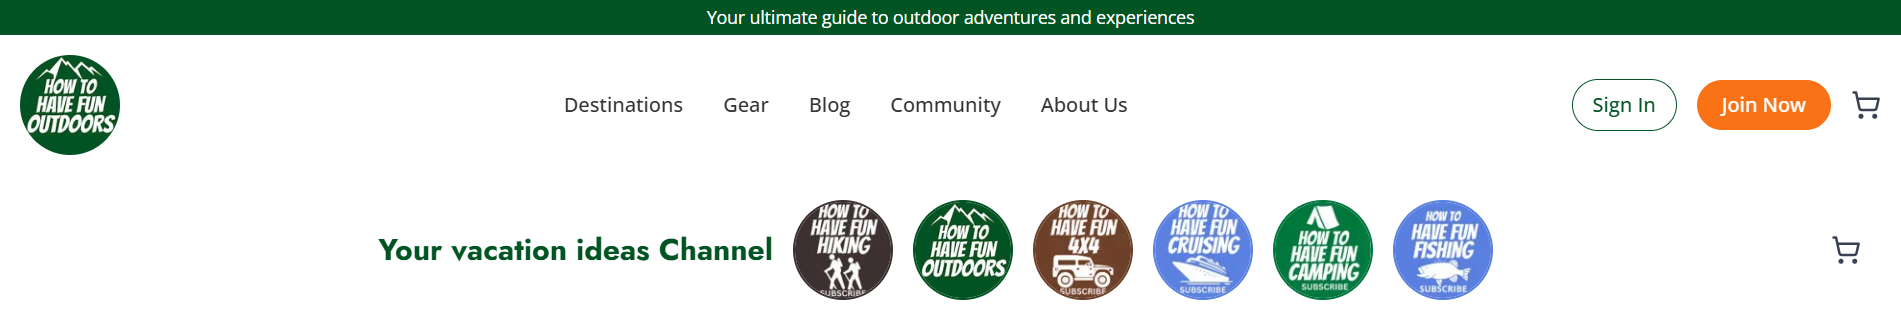 Your ultimate guide to outdoor adventures and experiences
HOW TO
HAVE FUN
OUTDOORS
Destinations
Gear
Blog
Community
About Us
Sign In
Join Now
Your vacation ideas Channel
HOW TO
HAVE FUN
HIKING
SUBSCRIBE
HOW TO
HAVE FUN
OUTDOORS
HOW TO
HAVE FUN
4X4
SUBSCRIBE
HOW TO
HAVE FUN
CRUISING
SUBSCRIBE
HOW TO
HAVE FUN
CAMPING
SUBSCRIBE
HOW TO
HAVE FUN
FISHING
SUBSCRIBE